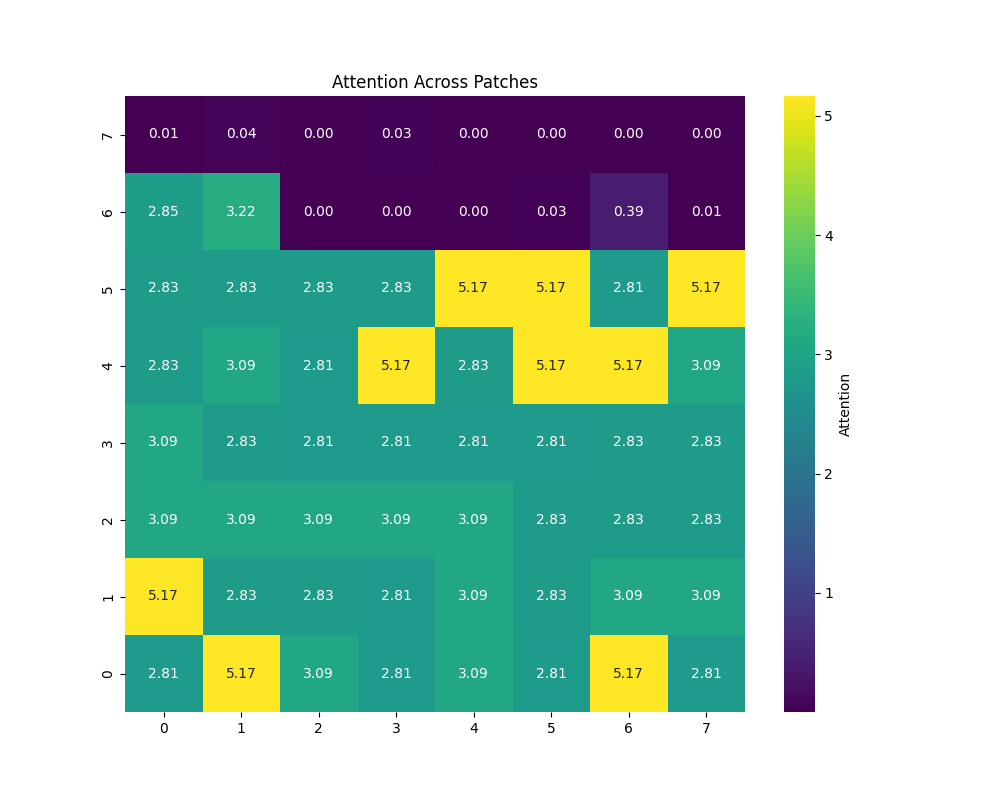 Attention Across Patches
7 0.01 0.04 0.00 0.03 0.00 0.00 0.00 0.00
6 2.85 3.22 0.00 0.00 0.00 0.03 0.39 0.01
5 2.83 2.83 2.83 2.83 5.17 5.17 2.81 5.17
4 2.83 3.09 2.81 5.17 2.83 5.17 5.17 3.09
3 3.09 2.83 2.81 2.81 2.81 2.81 2.83 2.83
2 3.09 3.09 3.09 3.09 3.09 2.83 2.83 2.83
1 5.17 2.83 2.83 2.81 3.09 2.83 3.09 3.09
0 2.81 5.17 3.09 2.81 3.09 2.81 5.17 2.81
0 1 2 3 4 5 6 7
5
4
3
2
1
Attention